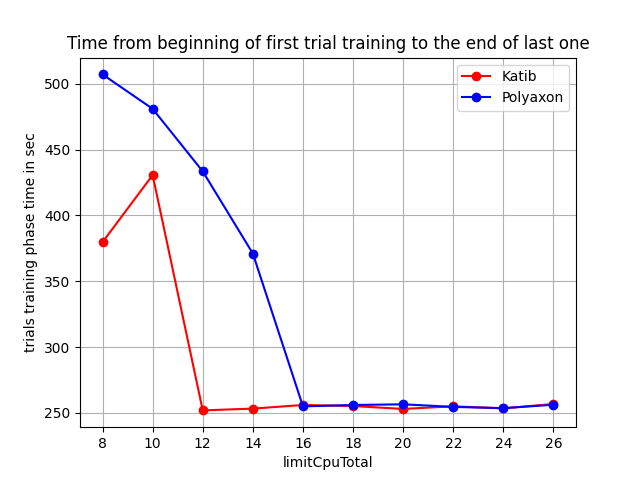 Time from beginning of first trial training to the end of last one
Katib
Polyaxon
trials training phase time in sec
500
450
400
350
300
250
8 10 12 14 16 18 20 22 24 26
limitCpuTotal